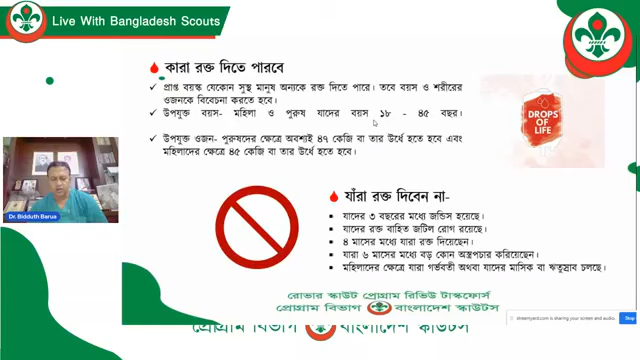 Live With Bangladesh Scouts
কারা রক্ত দিতে পারবে
প্রাপ্ত বয়স্ক যেকোন সুস্থ মানুষ অন্যকে রক্ত দিতে পারে। তবে বয়স ও শরীরের
ওজনকে বিবেচনা করতে হবে।
উপযুক্ত বয়স- মহিলা ও পুরুষ যাদের বয়স ১৮ - ৪৫ বছর।
উপযুক্ত ওজন- পুরুষদের ক্ষেত্রে অবশ্যই ৪৭ কেজি বা তার উর্ধে হতে হবে এবং
মহিলাদের ক্ষেত্রে ৪৫ কেজি বা তার উর্ধে হতে হবে।
DROPS
OF
LIFE
Dr. Bidduth Barua
যাঁরা রক্ত দিবেন না-
যাদের ৩ বছরের মধ্যে জন্ডিস হয়েছে।
যাদের রক্ত বাহিত জটিল রোগ রয়েছে।
৪ মাসের মধ্যে যারা রক্ত দিয়েছেন।
যারা ৬ মাসের মধ্যে বড় কোন অস্ত্রপচার করিয়েছেন।
মহিলাদের ক্ষেত্রে যারা গর্ভবতী অথবা যাদের মাসিক বা ঋতুস্রাব চলছে।
রোভার স্কাউট প্রোগ্রাম রিভিউ টাস্কফোর্স
প্রোগ্রাম বিভাগ বাংলাদেশ স্কাউটস
streamyard.com is sharing your screen and audio.
Stop
প্রোগ্রাম বিভাগ বাংলাদেশ স্কাউটস